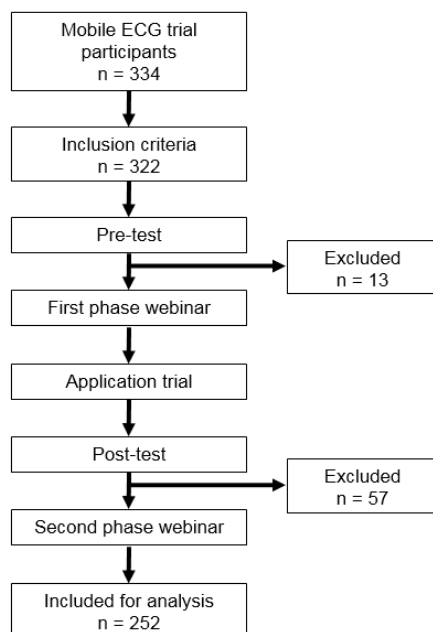 Mobile ECG trial
participants
n = 334
Inclusion criteria
n = 322
Pre-test
Excluded
n = 13
First phase webinar
Application trial
Post-test
Excluded
n = 57
Second phase webinar
Included for analysis
n = 252